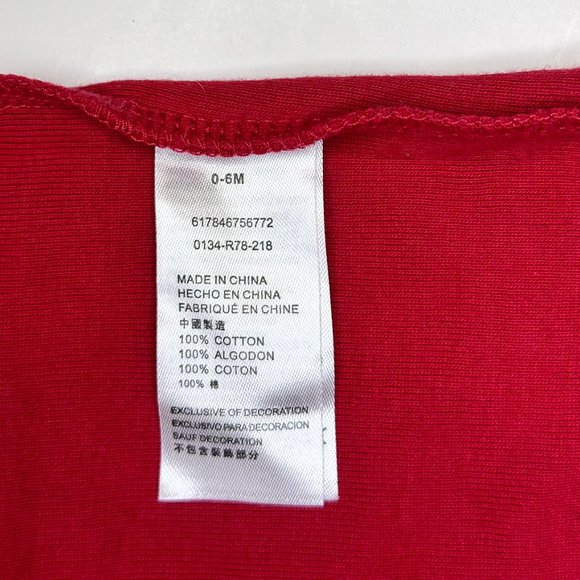 0-6M
617846756772
0134-R78-218
MADE IN CHINA
HECHO EN CHINA
FABRIQUÉ EN CHINE
中國製造
100% COTTON
100% ALGODON
100% COTON
100% 棉
EXCLUSIVE OF DECORATION
EXCLUSIVO PARA DECORACION
SAUF DECORATION
不包含裝飾部分